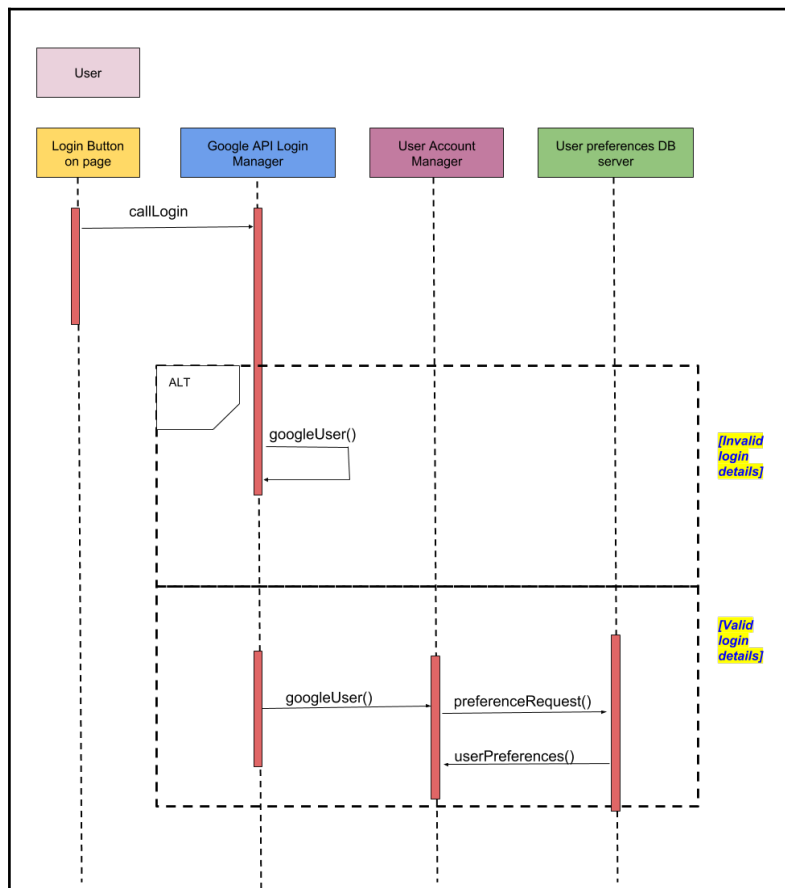 User
Login Button
on page
Google API Login
Manager
User Account
Manager
User preferences DB
server
callLogin
ALT
googleUser()
[Invalid
login
details]
[Valid
login
details]
googleUser()
preferenceRequest()
userPreferences()